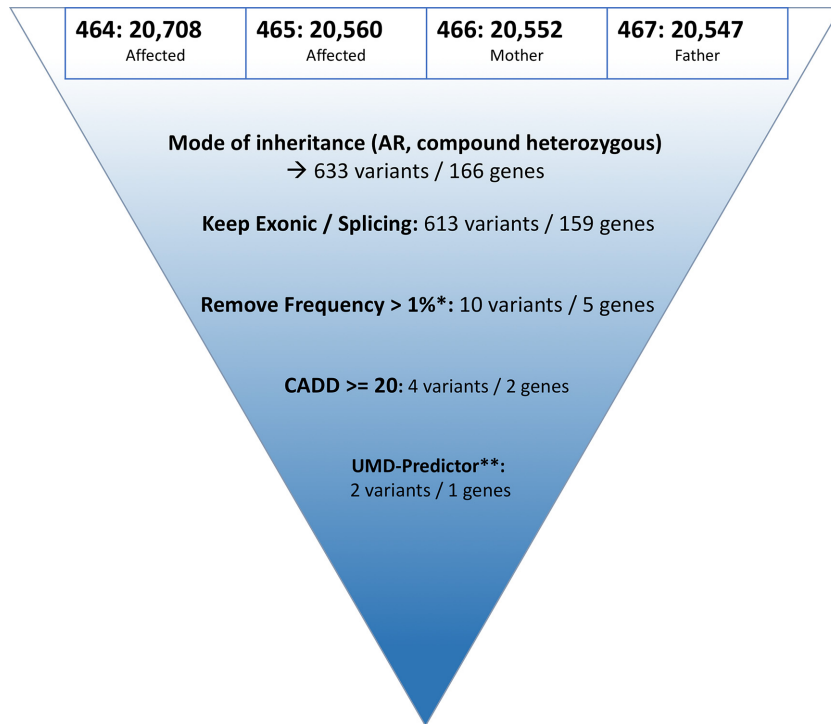 464: 20,708 465: 20,560 466: 20,552 467: 20,547
Affected Affected Mother Father
Mode of inheritance (AR, compound heterozygous)
→ 633 variants / 166 genes
Keep Exonic / Splicing: 613 variants / 159 genes
Remove Frequency > 1%*: 10 variants / 5 genes
CADD >= 20: 4 variants / 2 genes
UMD-Predictor**:
2 variants / 1 genes